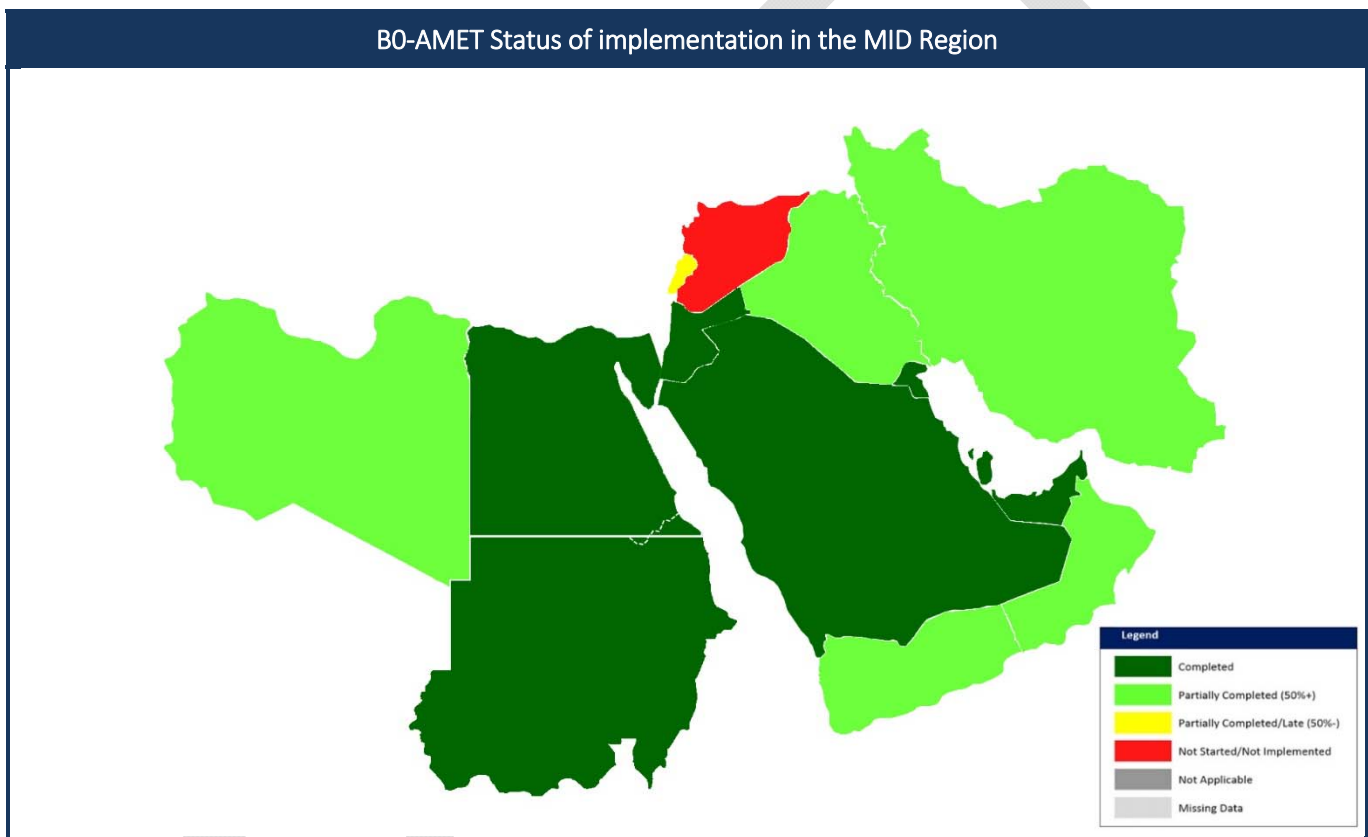 B0-AMET Status of implementation in the MID Region
Legend
Completed
Partially Completed (50%+)
Partially Completed/Late (50%-)
Not Started/Not Implemented
Not Applicable
Missing Data